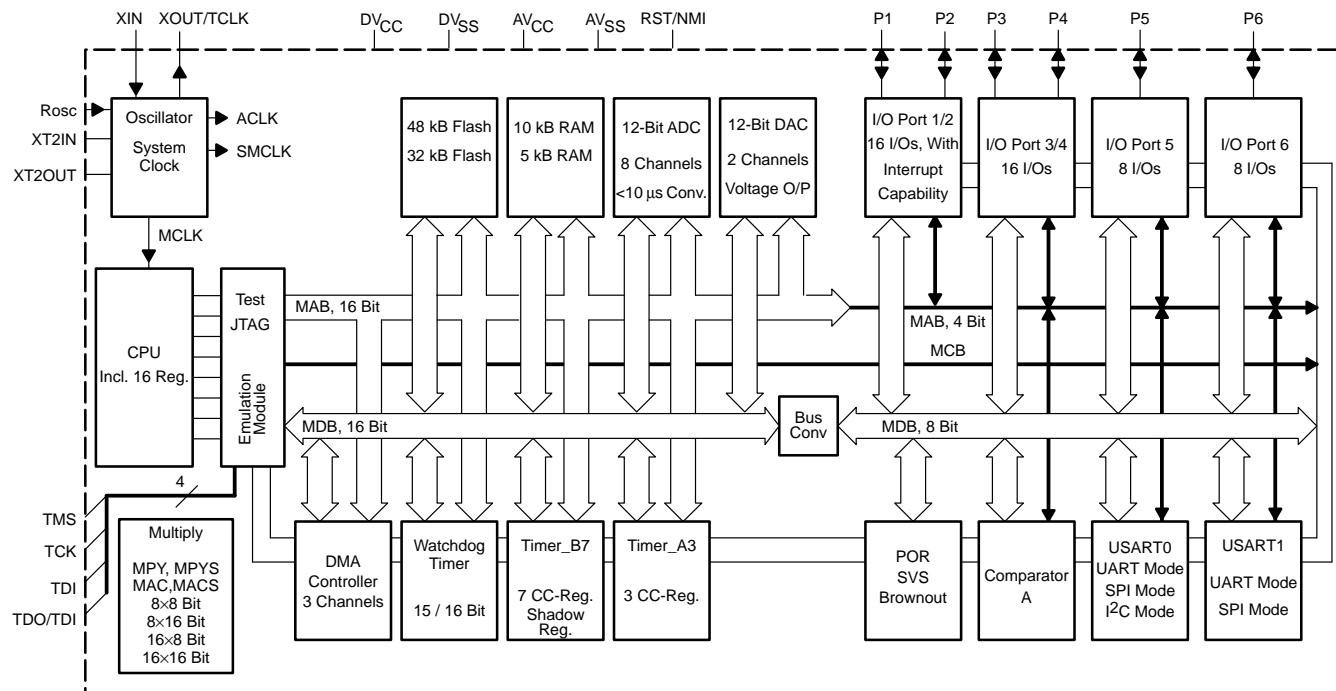 XIN
XOUT/TCLK
DVCC
DVSS
AVCC
AVSS
RST/NMI
P1
P2
P3
P4
P5
P6
Rosc
XT2IN
XT2OUT
Oscillator
System
Clock
ACLK
SMCLK
MCLK
48 kB Flash
32 kB Flash
10 kB RAM
5 kB RAM
12-Bit ADC
8 Channels
<10 µs Conv.
12-Bit DAC
2 Channels
Voltage O/P
I/O Port 1/2
16 I/Os, With
Interrupt
Capability
I/O Port 3/4
16 I/Os
I/O Port 5
8 I/Os
I/O Port 6
8 I/Os
CPU
Incl. 16 Reg.
Test
JTAG
Emulation
Module
MAB, 16 Bit
MAB, 4 Bit
MCB
MDB, 16 Bit
Bus
Conv
MDB, 8 Bit
4
TMS
TCK
TDI
TDO/TDI
Multiply
MPY, MPYS
MAC,MACS
8×8 Bit
8×16 Bit
16×8 Bit
16×16 Bit
DMA
Controller
3 Channels
Watchdog
Timer
15 / 16 Bit
Timer_B7
7 CC-Reg.
Shadow
Reg.
Timer_A3
3 CC-Reg.
POR
SVS
Brownout
Comparator
A
USART0
UART Mode
SPI Mode
I²C Mode
USART1
UART Mode
SPI Mode